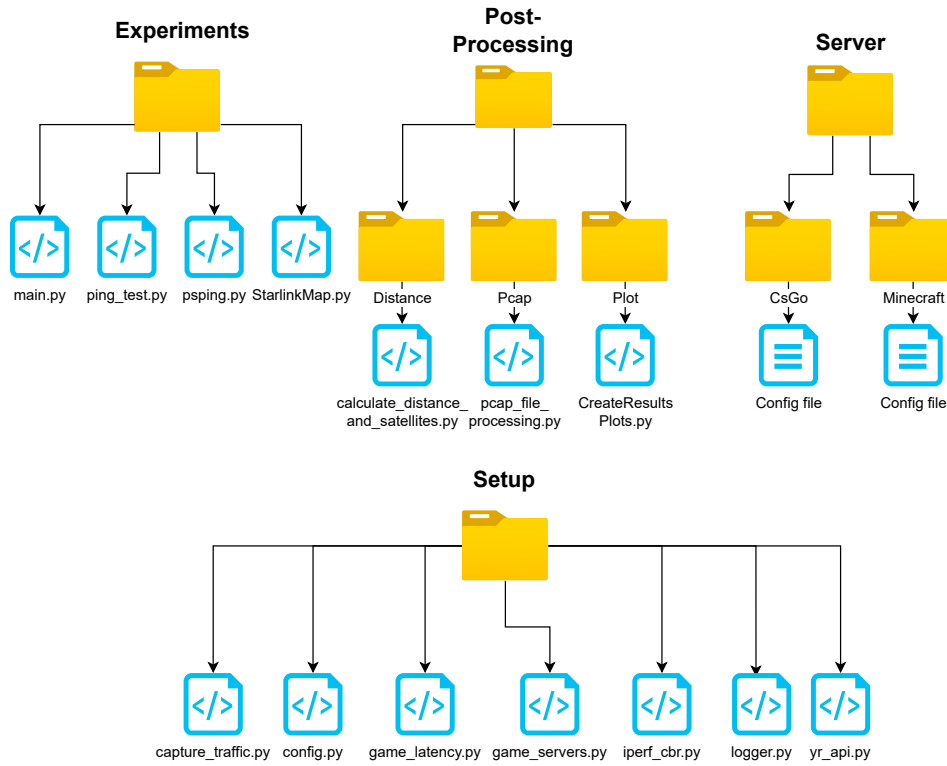 Experiments
Post-
Processing
Server
main.py
ping_test.py
psping.py
StarlinkMap.py
Distance
Pcap
Plot
CsGo
Minecraft
calculate_distance_
and_satellites.py
pcap_file_
processing.py
CreateResults
Plots.py
Config file
Config file
Setup
capture_traffic.py
config.py
game_latency.py
game_servers.py
iperf_cbr.py
logger.py
yr_api.py